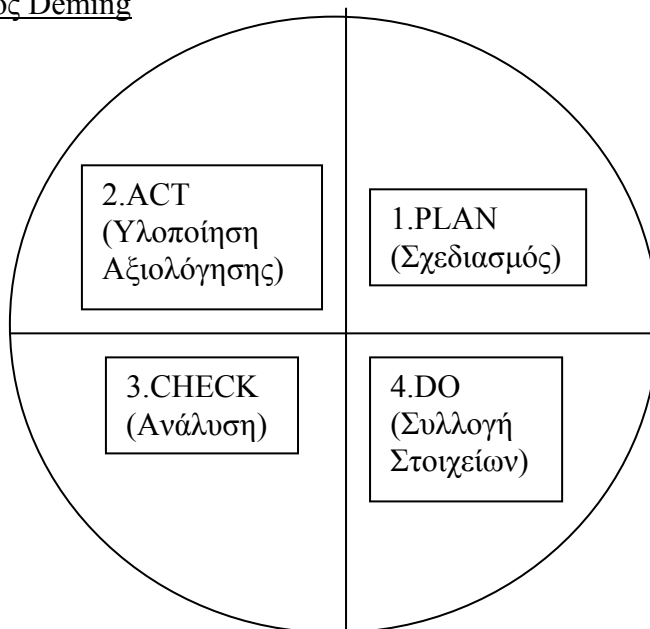 ος Deming
2.ACT
(Υλοποίηση
Αξιολόγησης)
1.PLAN
(Σχεδιασμός)
3.CHECK
(Ανάλυση)
4.DO
(Συλλογή
Στοιχείων)